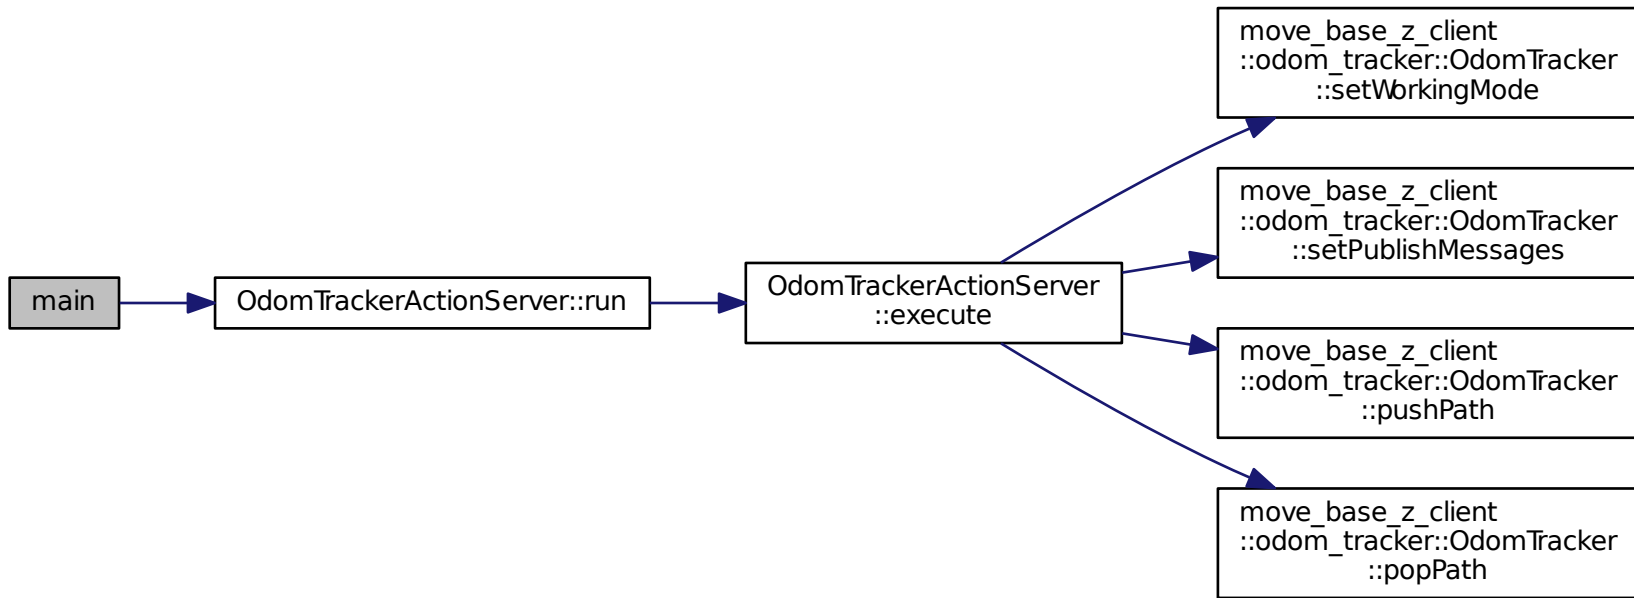 main
OdomTrackerActionServer::run
OdomTrackerActionServer
::execute
move_base_z_client
::odom_tracker::OdomTracker
::setWorkingMode
move_base_z_client
::odom_tracker::OdomTracker
::setPublishMessages
move_base_z_client
::odom_tracker::OdomTracker
::pushPath
move_base_z_client
::odom_tracker::OdomTracker
::popPath